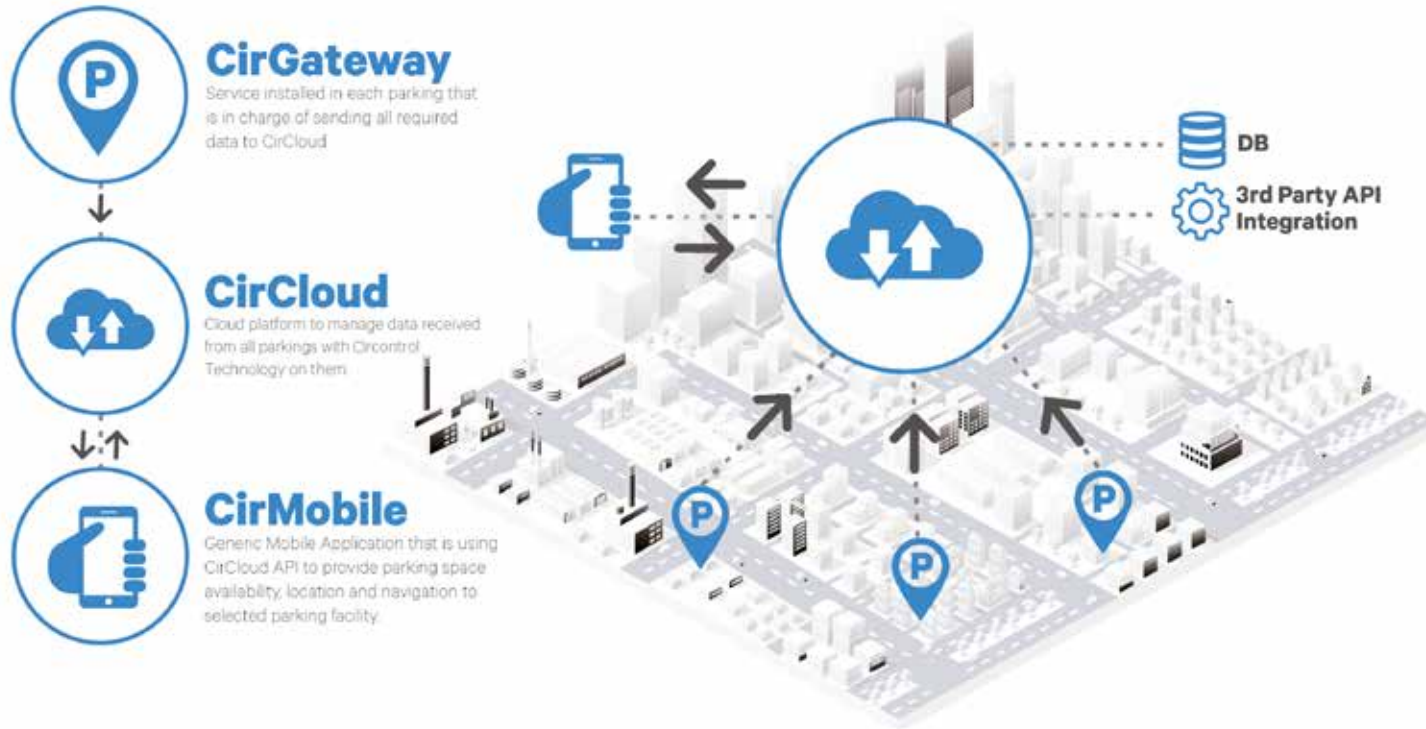 P
CirGateway
Service installed in each parking that
is in charge of sending all required
data to CirCloud
CirCloud
Cloud platform to manage data received
from all parkings with Circontrol
Technology on them
CirMobile
Generic Mobile Application that is using
CirCloud API to provide parking space
availability, location and navigation to
selected parking facility.
DB
3rd Party API
Integration
P
P
P